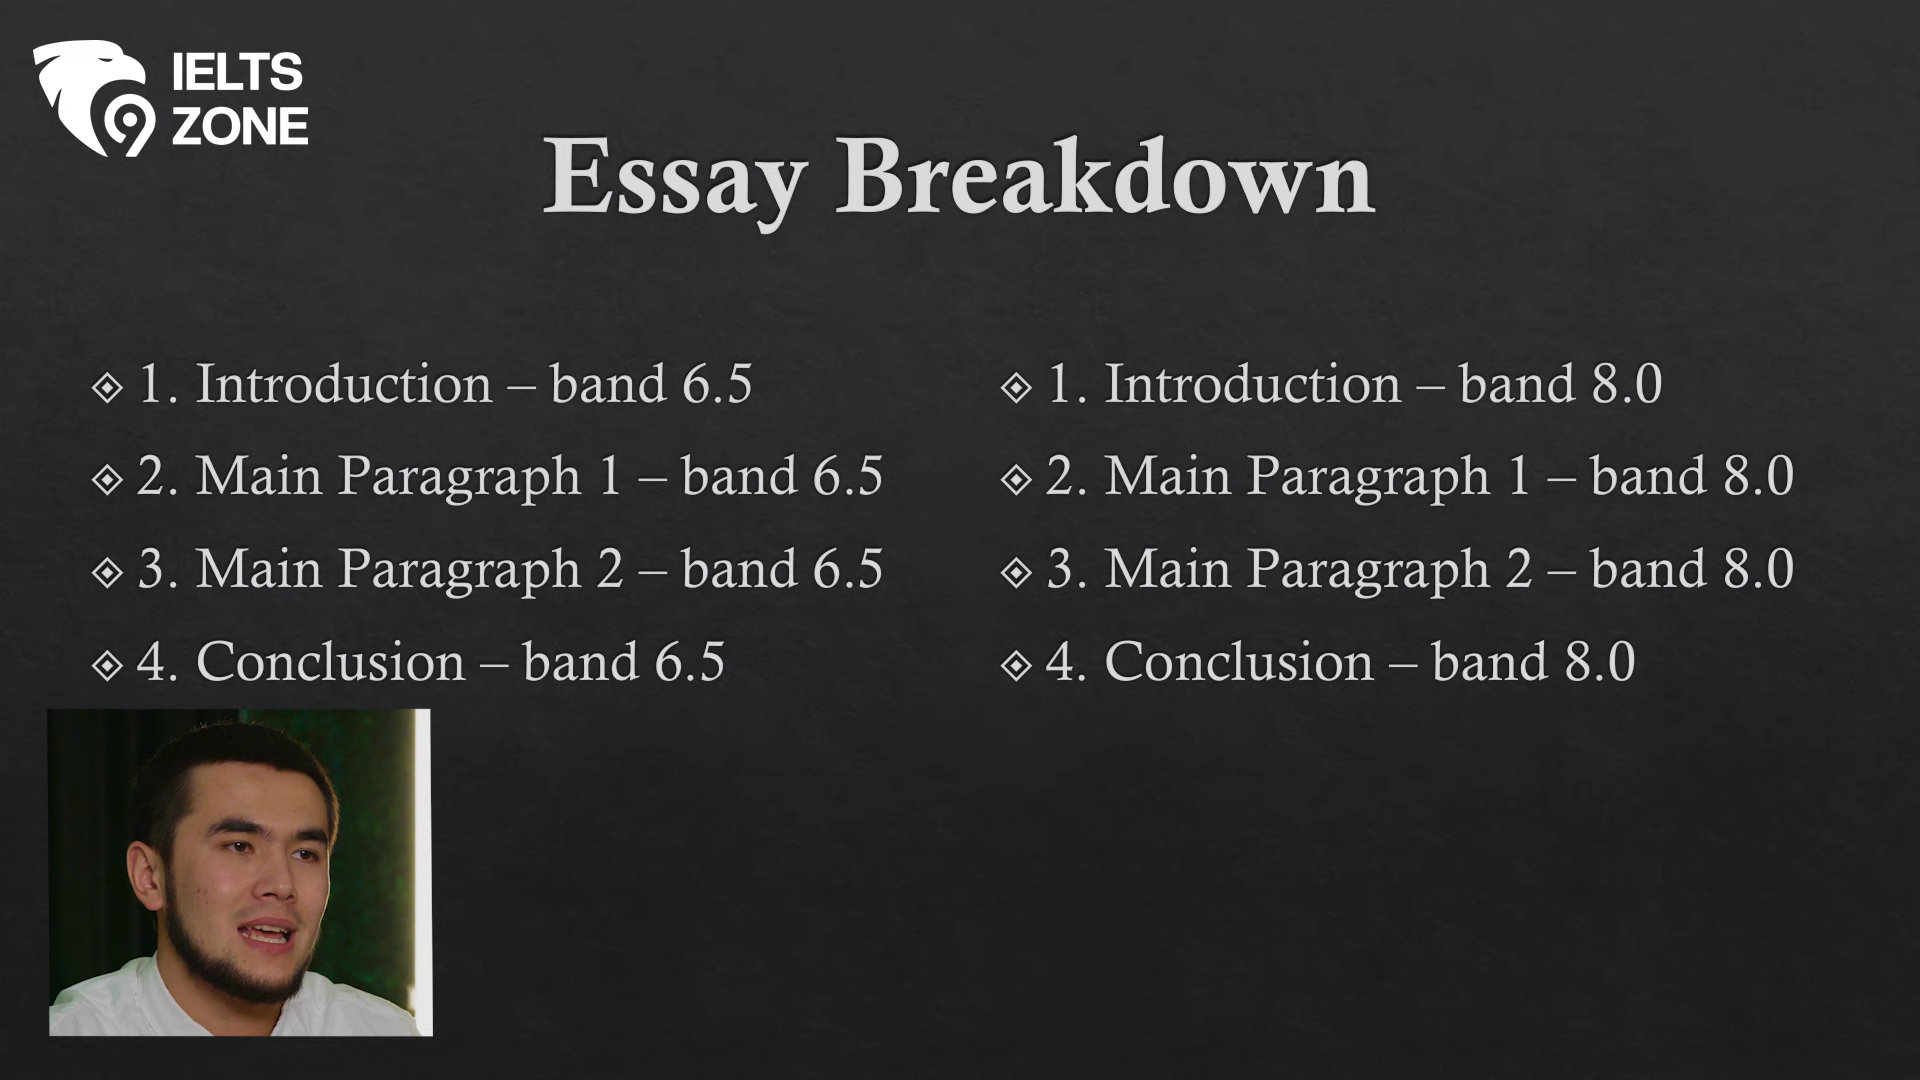 IELTS
ZONE
Essay Breakdown
1. Introduction – band 6.5
2. Main Paragraph 1 – band 6.5
3. Main Paragraph 2 – band 6.5
4. Conclusion – band 6.5
1. Introduction – band 8.0
2. Main Paragraph 1 – band 8.0
3. Main Paragraph 2 – band 8.0
4. Conclusion – band 8.0